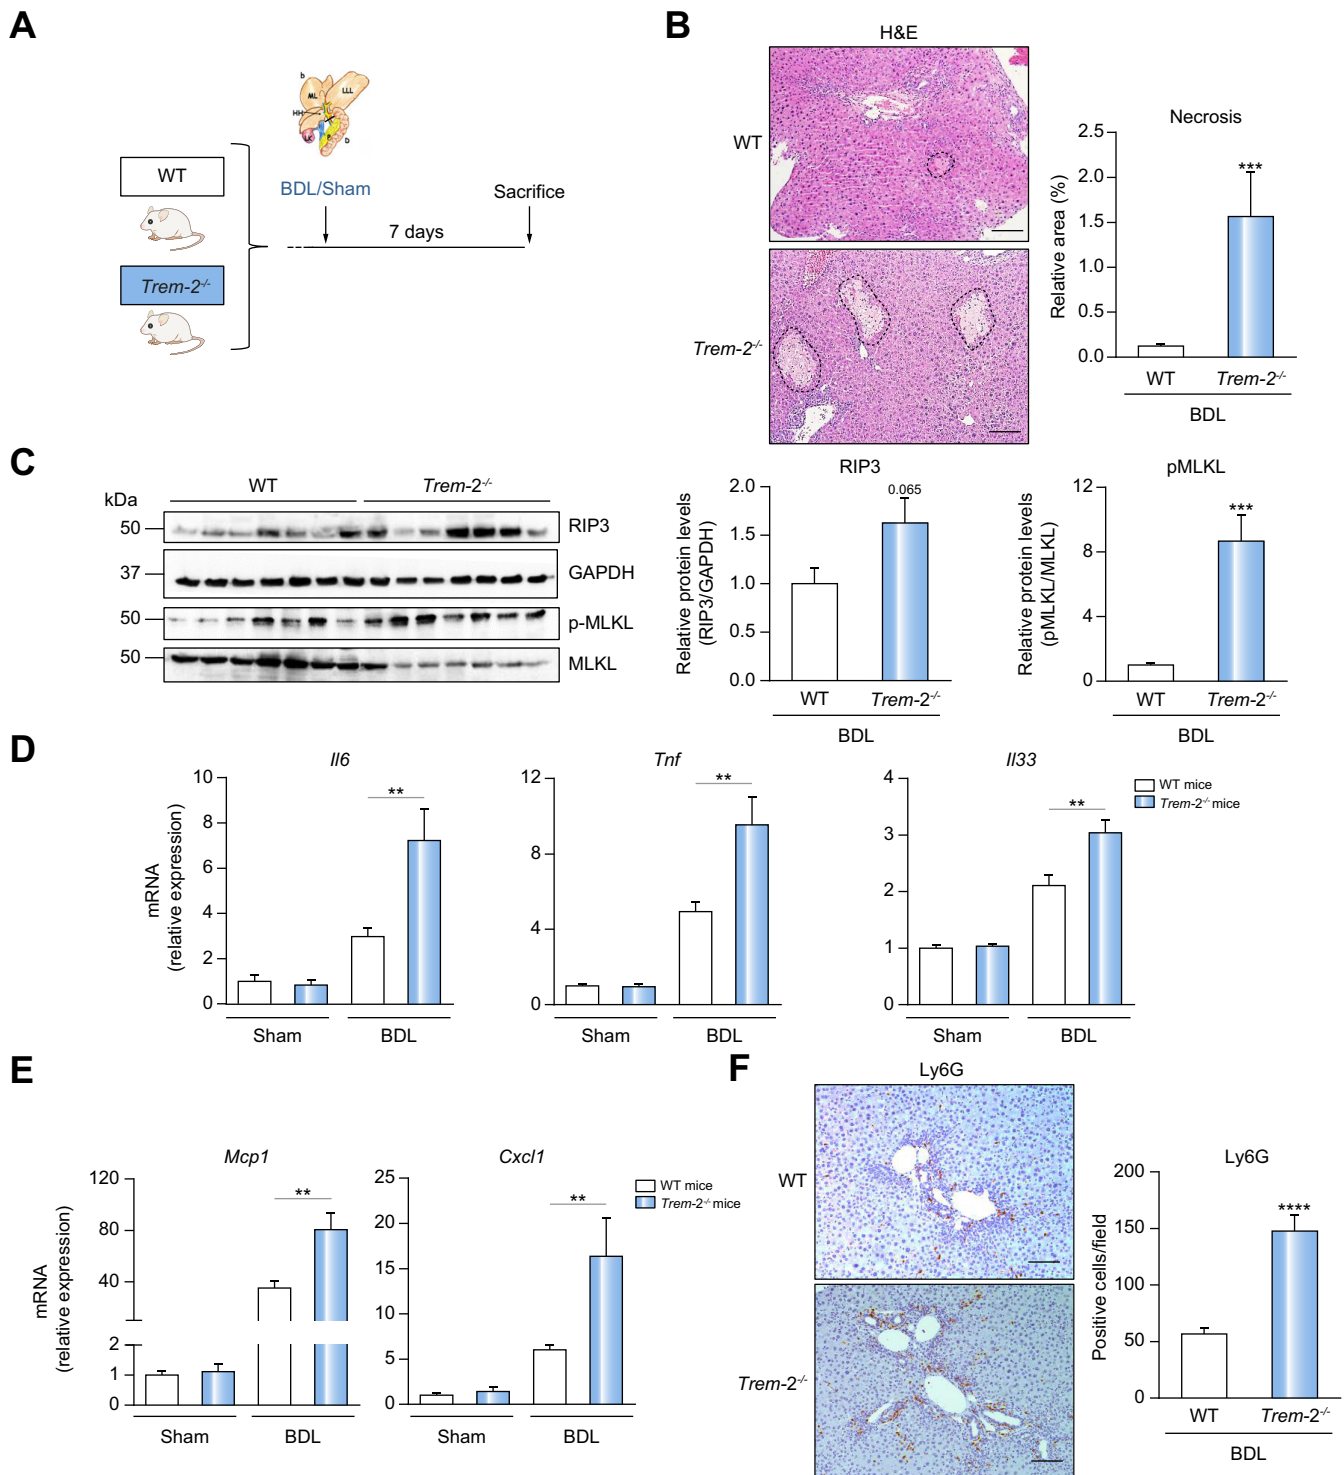 A
b
ML
LLL
HH
D
WT
Trem-2-/-
BDL/Sham
Sacrifice
7 days
B
H&E
WT
Trem-2-/-
Necrosis
Relative area (%)
2.5
2.0
1.5
1.0
0.5
0.0
***
WT
Trem-2-/-
BDL
C
kDa
WT
Trem-2-/-
50
RIP3
37
GAPDH
50
p-MLKL
50
MLKL
RIP3
Relative protein levels
(RIP3/GAPDH)
2.0
1.5
1.0
0.5
0.0
0.065
WT
Trem-2-/-
BDL
pMLKL
Relative protein levels
(pMLKL/MLKL)
12
8
4
0
***
WT
Trem-2-/-
BDL
D
mRNA
(relative expression)
Il6
10
8
6
4
2
0
**
Sham
BDL
Tnf
12
8
4
0
**
Sham
BDL
Il33
4
3
2
1
0
**
Sham
BDL
WT mice
Trem-2-/- mice
E
mRNA
(relative expression)
Mcp1
120
80
40
2
1
0
**
Sham
BDL
Cxcl1
25
20
15
10
5
0
**
Sham
BDL
WT mice
Trem-2-/- mice
F
Ly6G
WT
Trem-2-/-
Ly6G
Positive cells/field
200
150
100
50
0
****
WT
Trem-2-/-
BDL